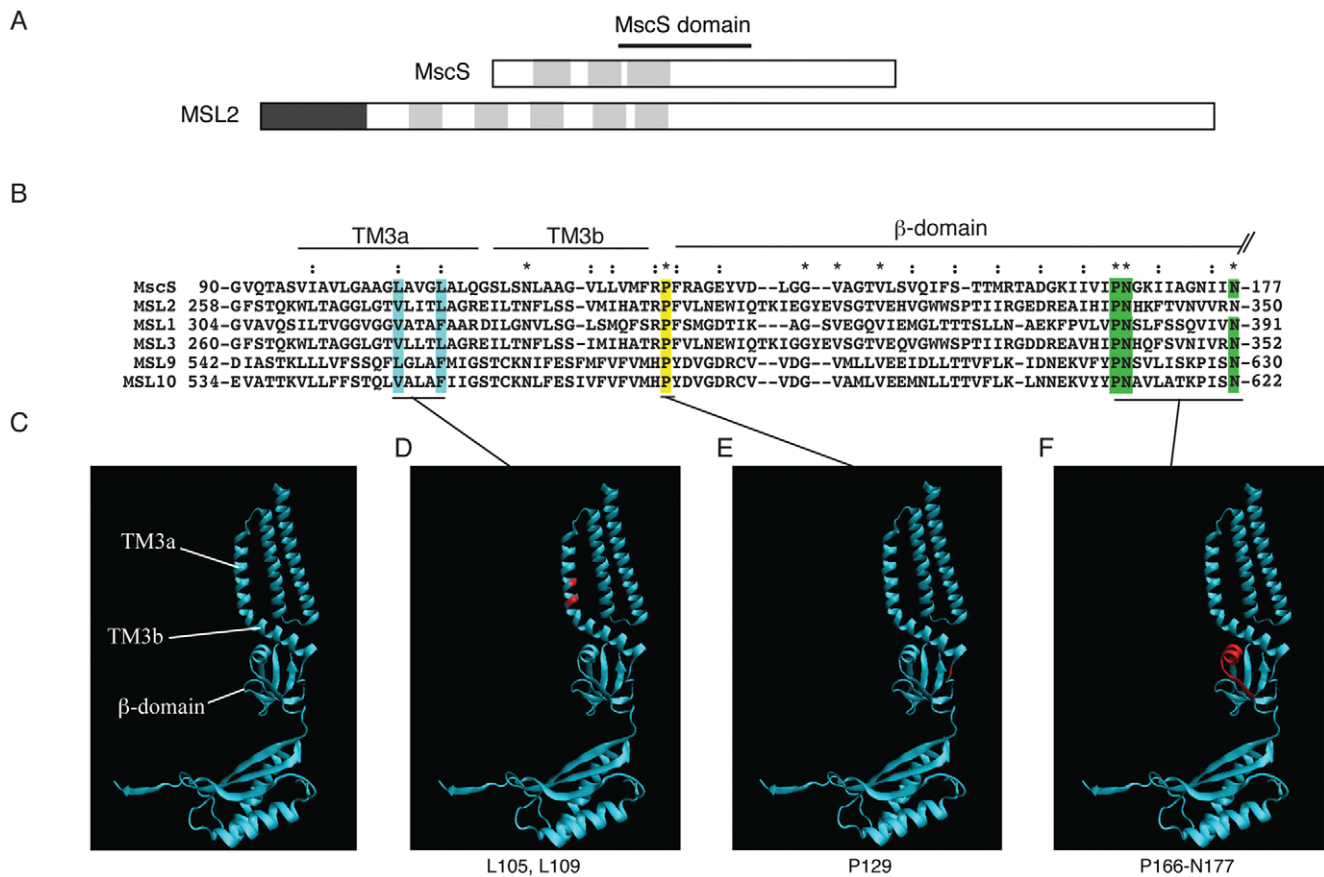 A
MscS domain
MscS
MSL2
B
TM3a TM3b β-domain
: : : * : : : * : * * * : : : : ** : : *
MscS 90-GVQTASVIAVLGAAGLAVGLALQGSLSNLAAG-VLLVMFRPFRAGEYVD--LGG--VAGTVLSVQIFS-TTMRTADGKIIVIPNGKIIAGNIIN-177
MSL2 258-GFSTQKWLTAGGLGTVLITLAGREILTNFLSS-VMIHATRPFVLNEWIQTKIEGYEVSGTVEHVGWWSPTIIRGEDREAIHIPNHKFTVNVVRN-350
MSL1 304-GVAVQSILTVGGVGGVATAFAARDILGNVLSG-LSMQFSRPFSMGDTIK----AG-SVEGQVIEMGLTTTSLLN-AEKFPVLVPNSLFSSQVIVN-391
MSL3 260-GFSTQKWLTAGGLGTVLLTLAGREILTNFLSS-IMIHATRPFVLNEWIQTKIGGYEVSGTVEQVGWWSPTIIRGDDREAVHIPNHQFSVNIVRN-352
MSL9 542-DIASTKLLLVFSSQFLGLAFMIGSTCKNIFESFMFVFVMHPYDVGDRCV--VDG--VMLLVEEIDLLTTVFLK-IDNEKVFYPNSVLISKPISN-630
MSL10 534-EVATTKVLLFFSTQLVALAFIIGSTCKNLFESIVFVFVMHPYDVGDRCV--VDG--VAMLVEEMNLLTTVFLK-LNNEKVYYPNAVLATKPISN-622
C
D
E
F
TM3a
TM3b
β-domain
L105, L109
P129
P166-N177